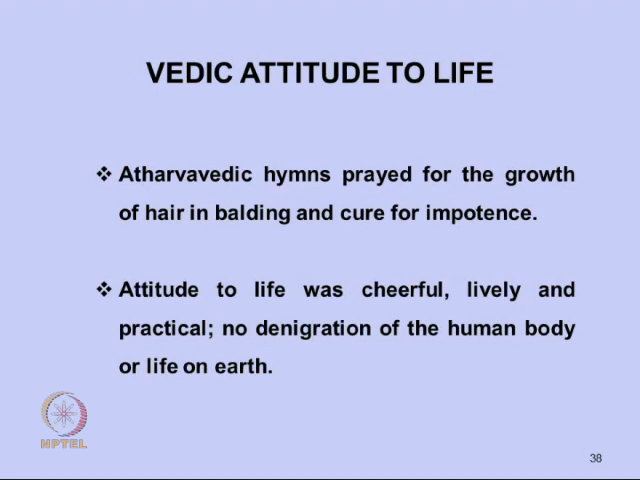 VEDIC ATTITUDE TO LIFE
❖ Atharvavedic hymns prayed for the growth
of hair in balding and cure for impotence.
❖ Attitude to life was cheerful, lively and
practical; no denigration of the human body
or life on earth.
NPTEL
38